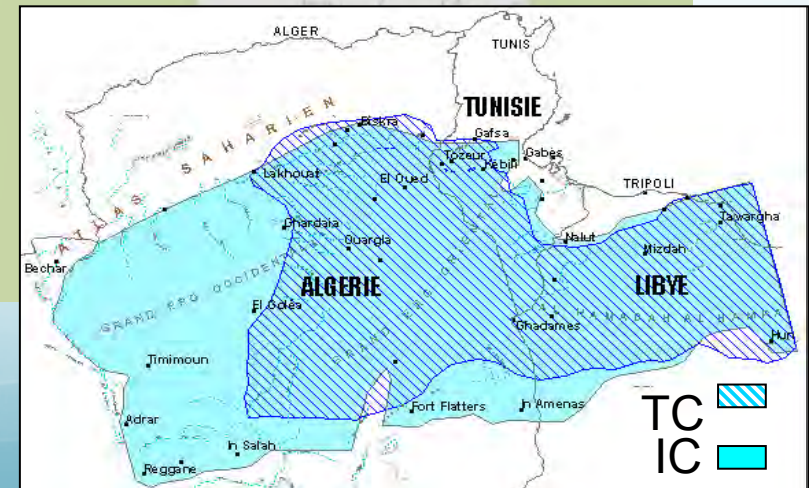 ALGER
TUNIS
TUNISIE
ATLAS SAHARIEN
Biskra
Gafsa
Tozeur
Kebili
Gabes
Lakhouat
El Oued
TRIPOLI
Tawargha
Ghardaia
Ouargla
Nalut
Mizdah
Bechar
GRAND ERG OCCIDENTAL
GRAND ERG ORIENTAL
ALGERIE
LIBYE
El Goléa
Ghadames
HAMADAH AL HAMRA
Hun
Timimoun
Adrar
Fort Flatters
In Amenas
In Salah
Reggane
TC
IC